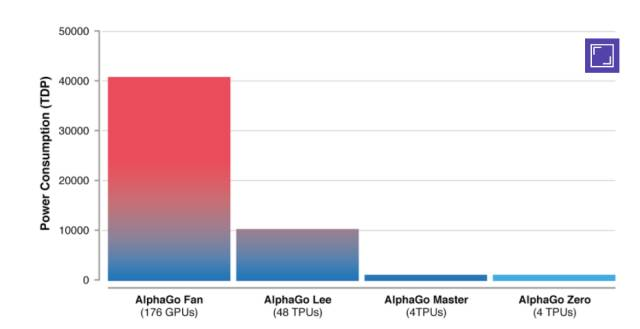 50000
40000
30000
20000
10000
0
Power Consumption (TDP)
AlphaGo Fan
(176 GPUs)
AlphaGo Lee
(48 TPUs)
AlphaGo Master
(4TPUs)
AlphaGo Zero
(4 TPUs)